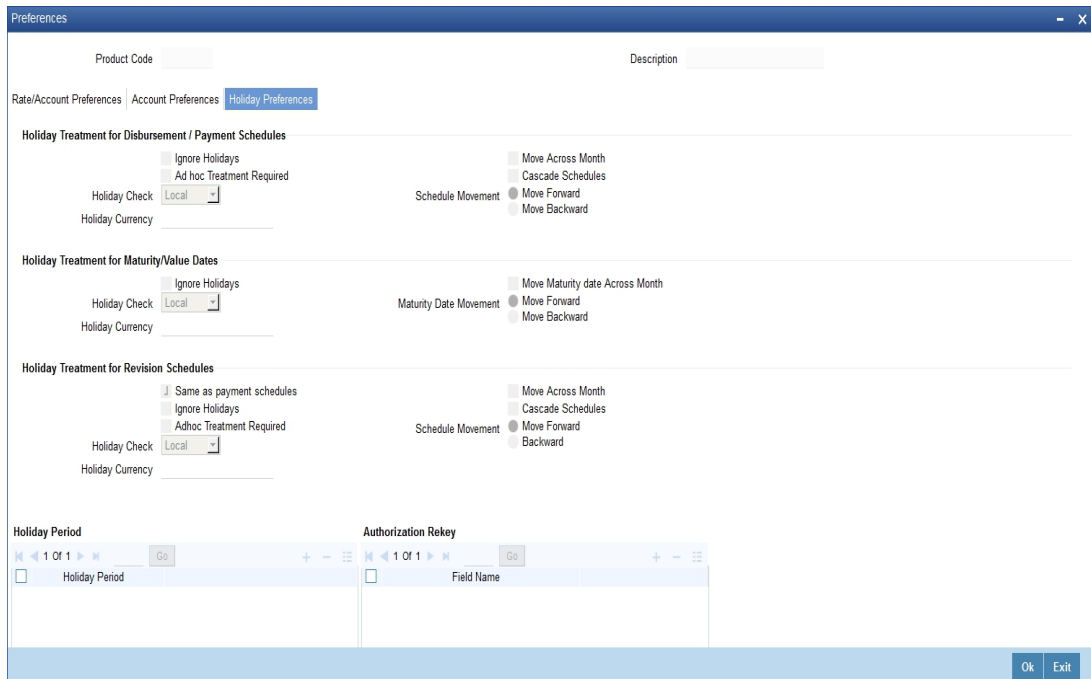 Preferences
Product Code
Description
Rate/Account Preferences Account Preferences Holiday Preferences
Holiday Treatment for Disbursement / Payment Schedules
Ignore Holidays
Move Across Month
Ad hoc Treatment Required
Cascade Schedules
Holiday Check Local
Schedule Movement Move Forward
Move Backward
Holiday Currency
Holiday Treatment for Maturity/Value Dates
Ignore Holidays
Move Maturity date Across Month
Holiday Check Local
Maturity Date Movement Move Forward
Move Backward
Holiday Currency
Holiday Treatment for Revision Schedules
Same as payment schedules
Move Across Month
Ignore Holidays
Cascade Schedules
Adhoc Treatment Required
Schedule Movement Move Forward
Holiday Check Local
Backward
Holiday Currency
Holiday Period
Authorization Rekey
1 Of 1 Go
1 Of 1 Go
Holiday Period
Field Name
Ok Exit